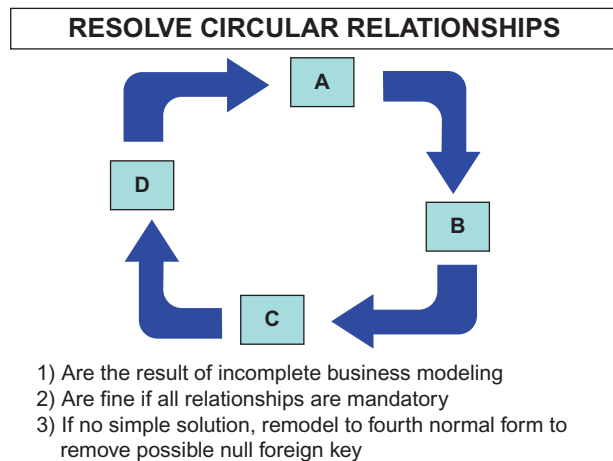 RESOLVE CIRCULAR RELATIONSHIPS
A
D
B
C
1) Are the result of incomplete business modeling
2) Are fine if all relationships are mandatory
3) If no simple solution, remodel to fourth normal form to
remove possible null foreign key